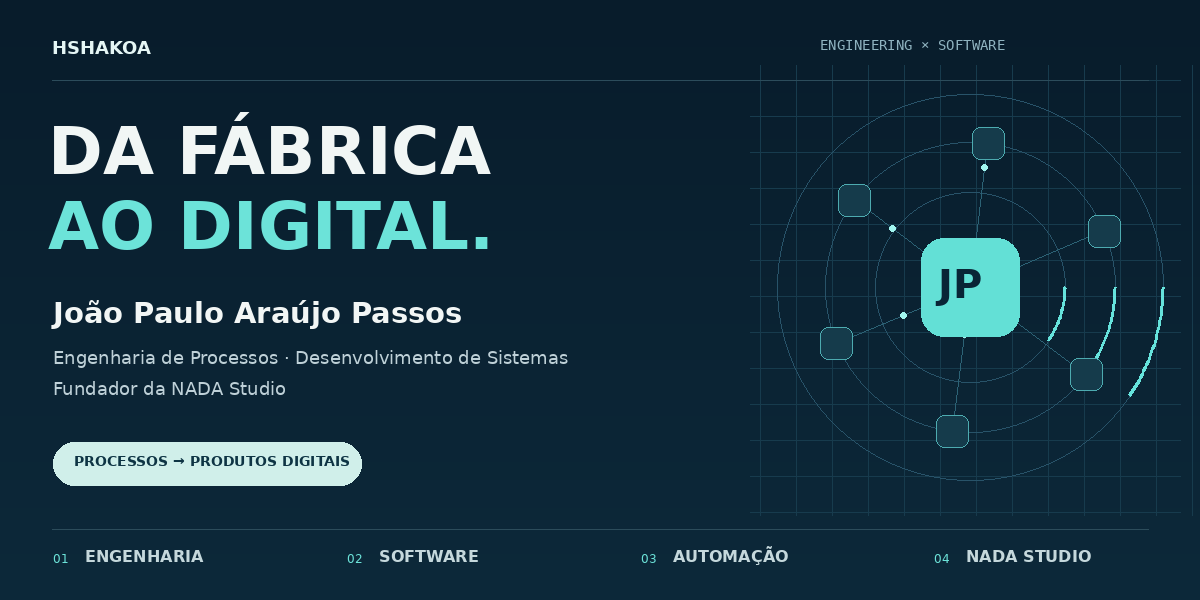 HSHAKOA
ENGINEERING × SOFTWARE
DA FÁBRICA
AO DIGITAL.
João Paulo Araújo Passos
Engenharia de Processos · Desenvolvimento de Sistemas
Fundador da NADA Studio
PROCESSOS → PRODUTOS DIGITAIS
JP
01 ENGENHARIA
02 SOFTWARE
03 AUTOMAÇÃO
04 NADA STUDIO